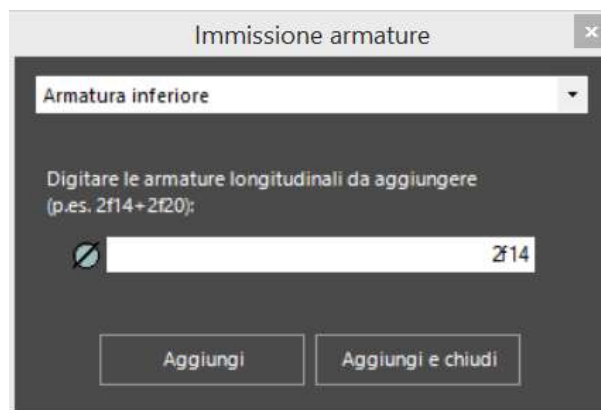 Immissione armature
x
Armatura inferiore
Digitare le armature longitudinali da aggiungere
(p.es. 2f14+2f20):
2f14
Aggiungi
Aggiungi e chiudi